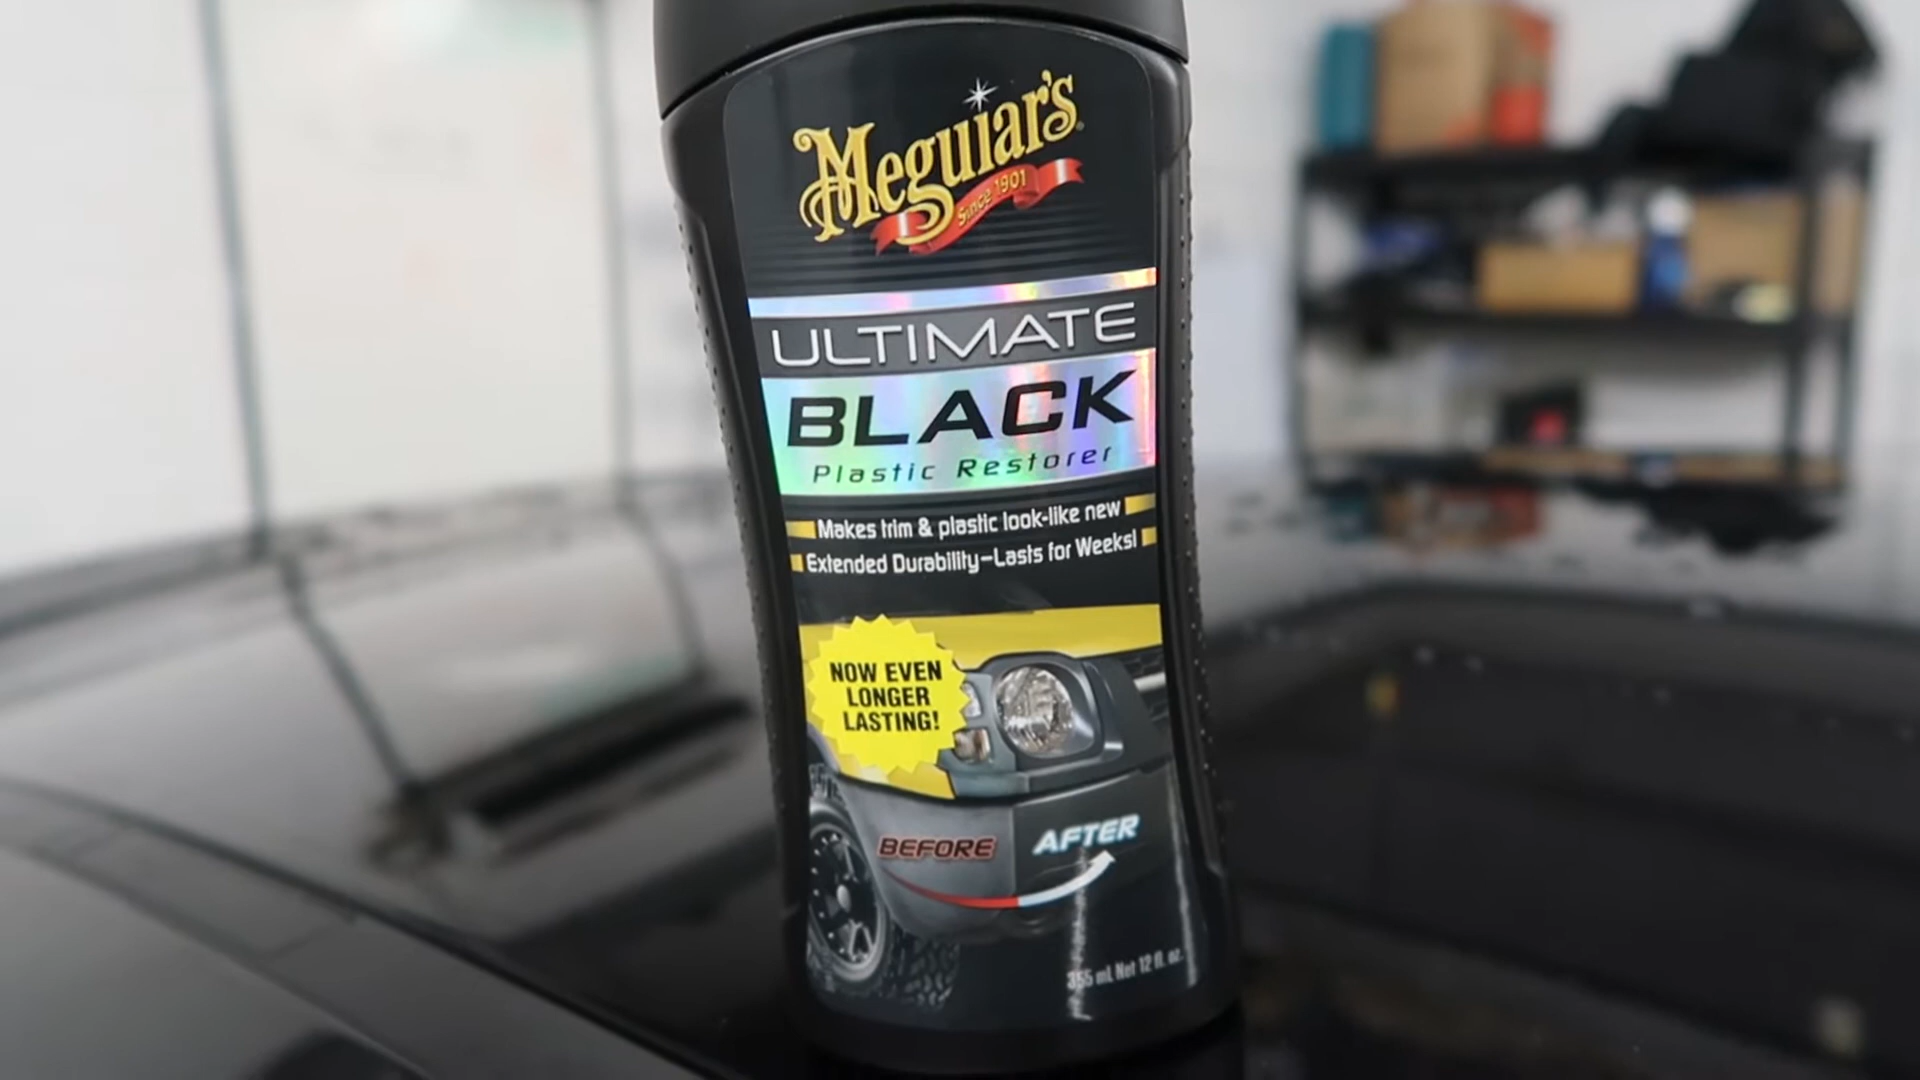 Meguiar's
Since 1901
ULTIMATE
BLACK
Plastic Restorer
Makes trim & plastic look-like new
Extended Durability–Lasts for Weeks!
NOW EVEN
LONGER
LASTING!
BEFORE AFTER
355 mL Net 12 fl. oz.